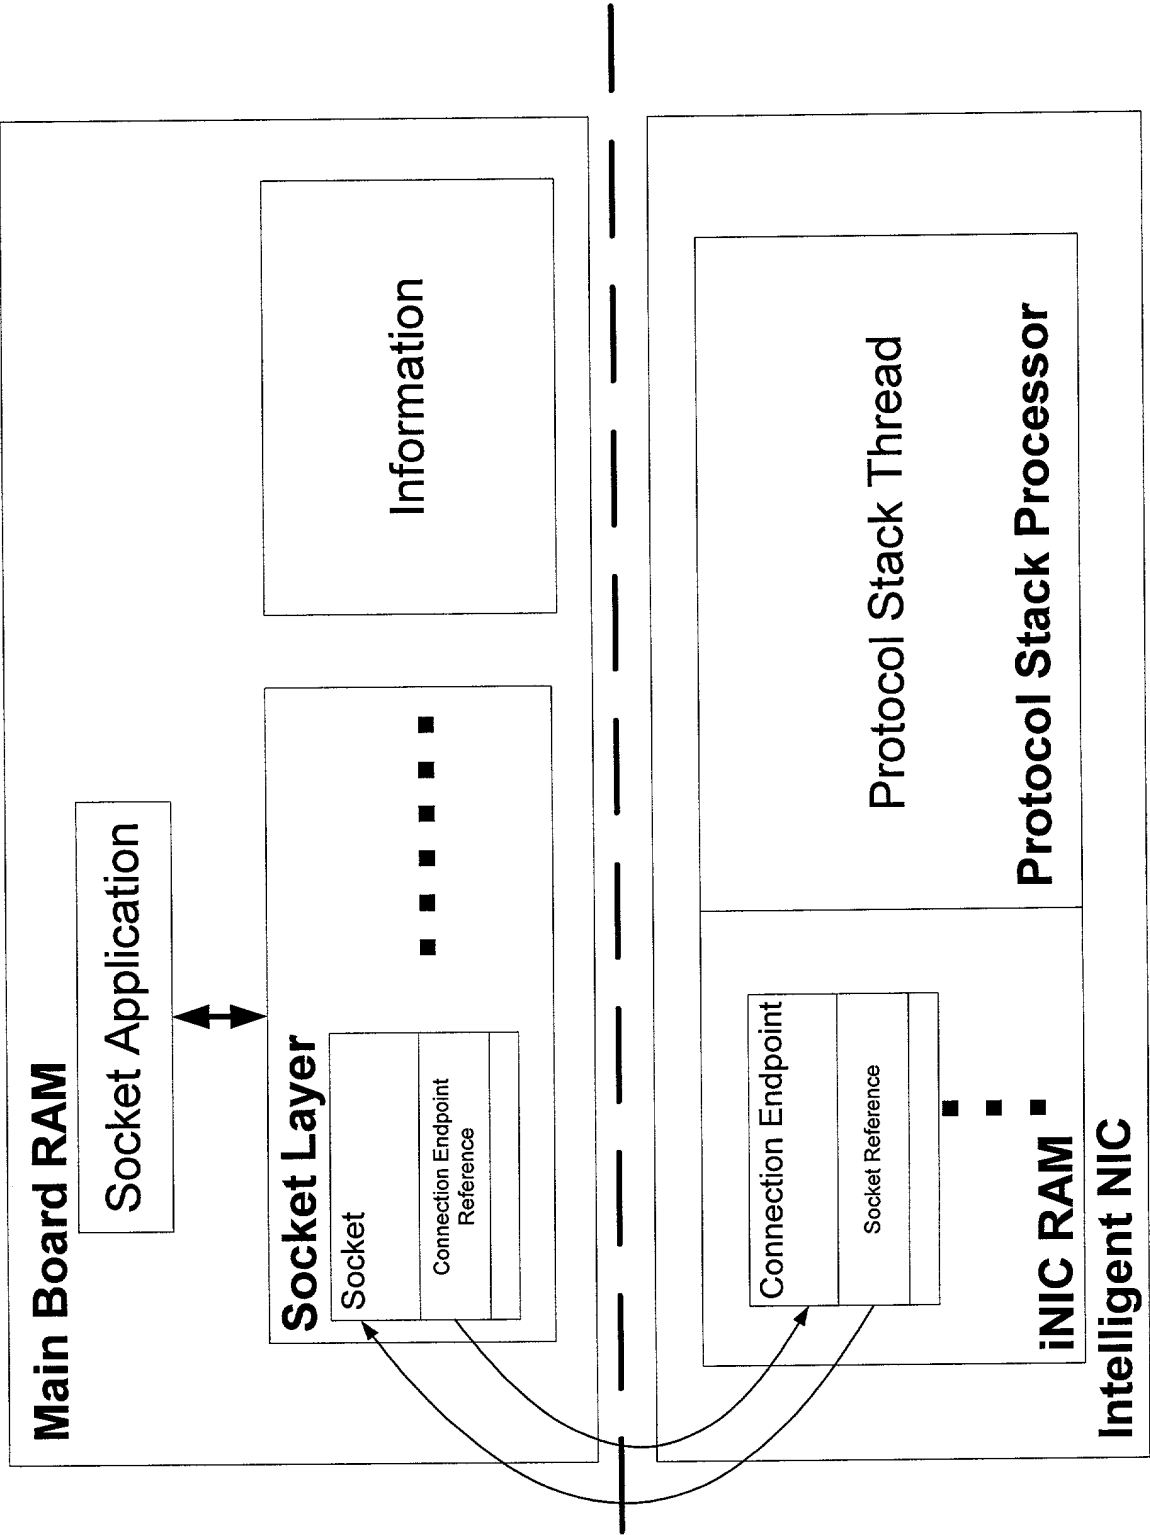 Main Board RAM
Socket Application
Socket Layer
Socket
Connection Endpoint
Reference
Information
Connection Endpoint
Socket Reference
iNIC RAM
Protocol Stack Thread
Protocol Stack Processor
Intelligent NIC